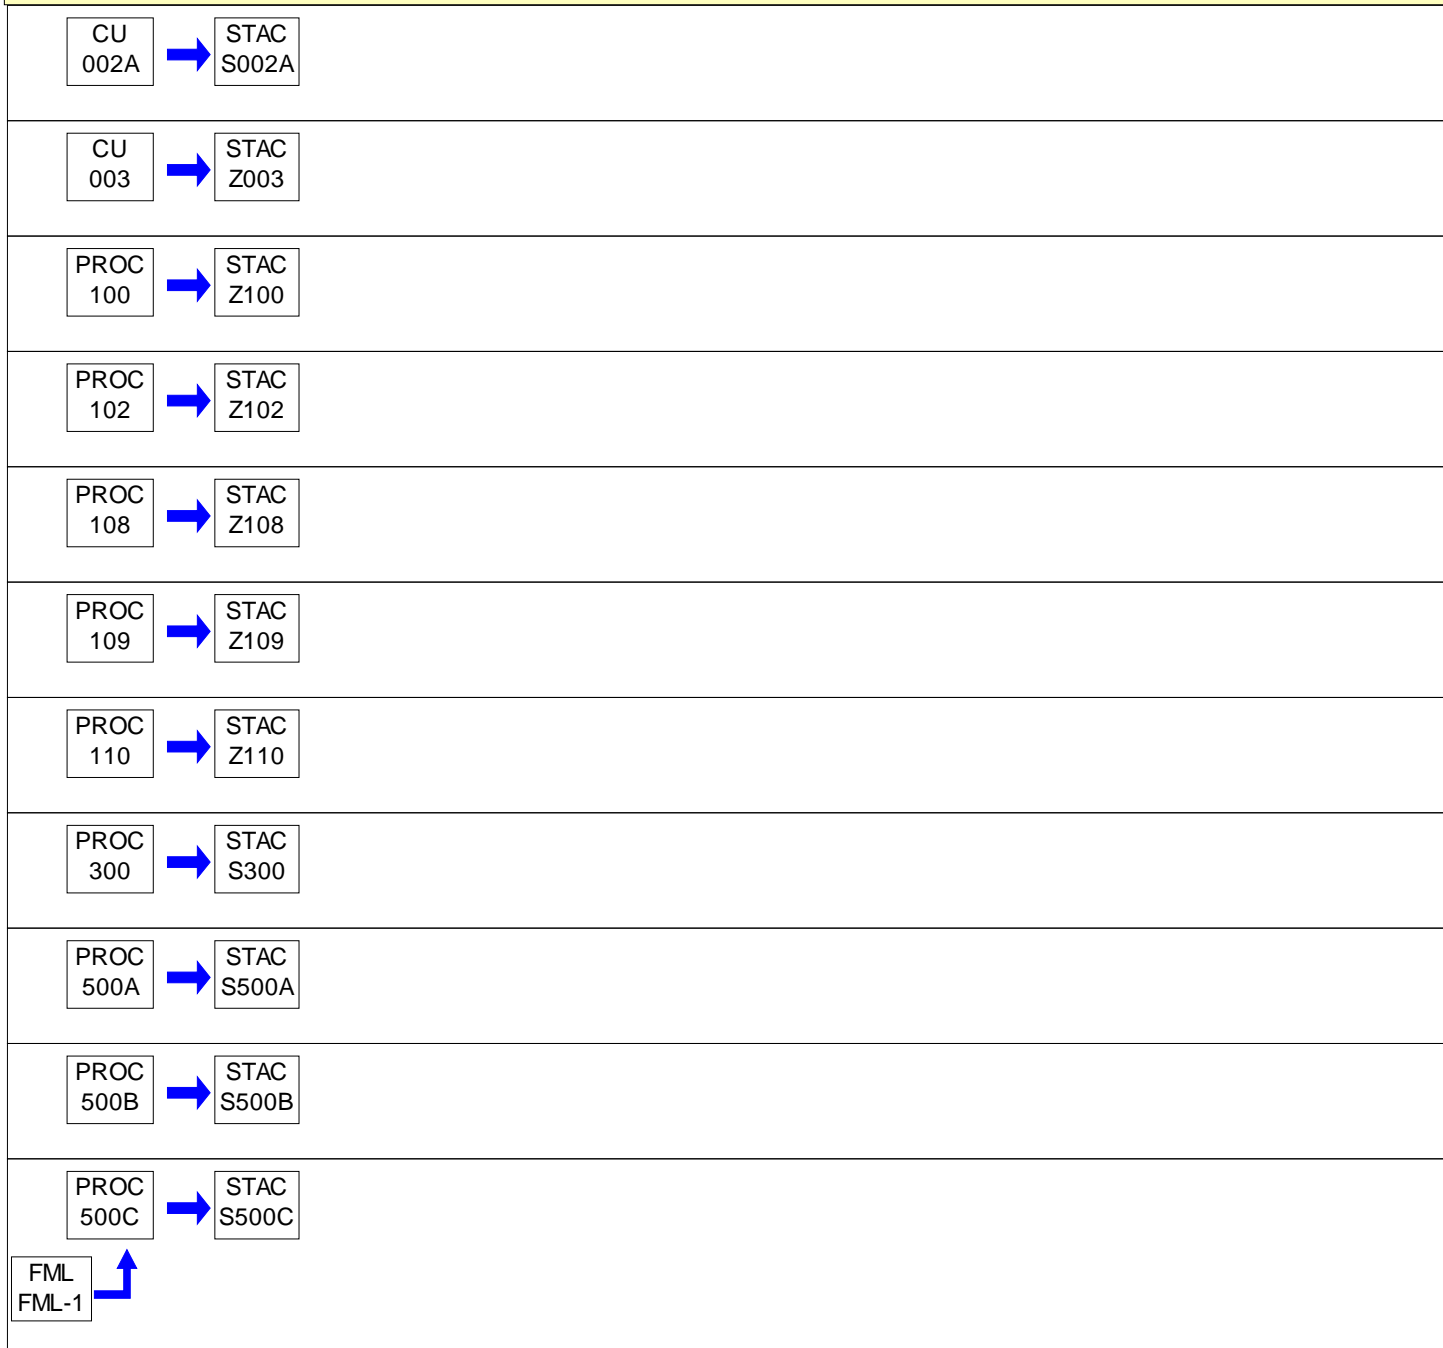 CU
002A
STAC
S002A
CU
003
STAC
Z003
PROC
100
STAC
Z100
PROC
102
STAC
Z102
PROC
108
STAC
Z108
PROC
109
STAC
Z109
PROC
110
STAC
Z110
PROC
300
STAC
S300
PROC
500A
STAC
S500A
PROC
500B
STAC
S500B
PROC
500C
STAC
S500C
FML
FML-1